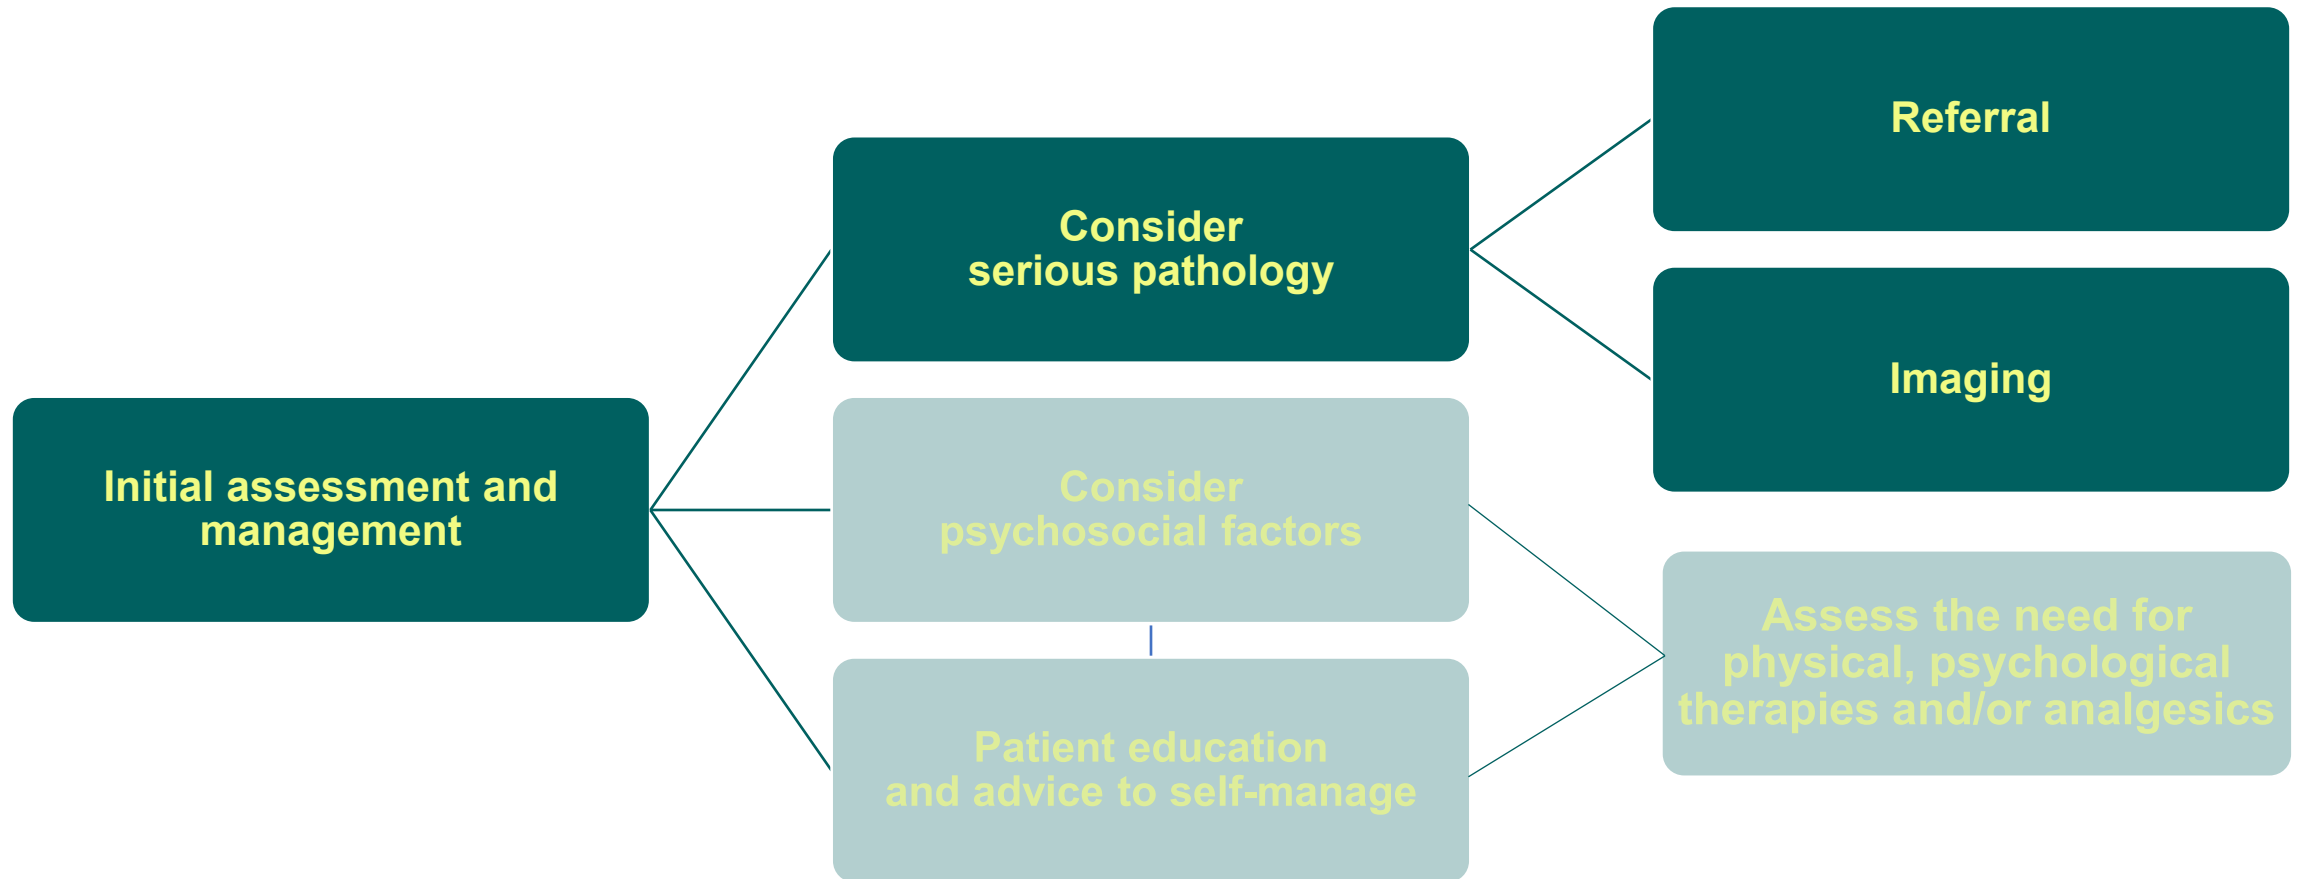 Initial assessment and
management
Consider
serious pathology
Referral
Imaging
Consider
psychosocial factors
Patient education
and advice to self-manage
Assess the need for
physical, psychological
therapies and/or analgesics